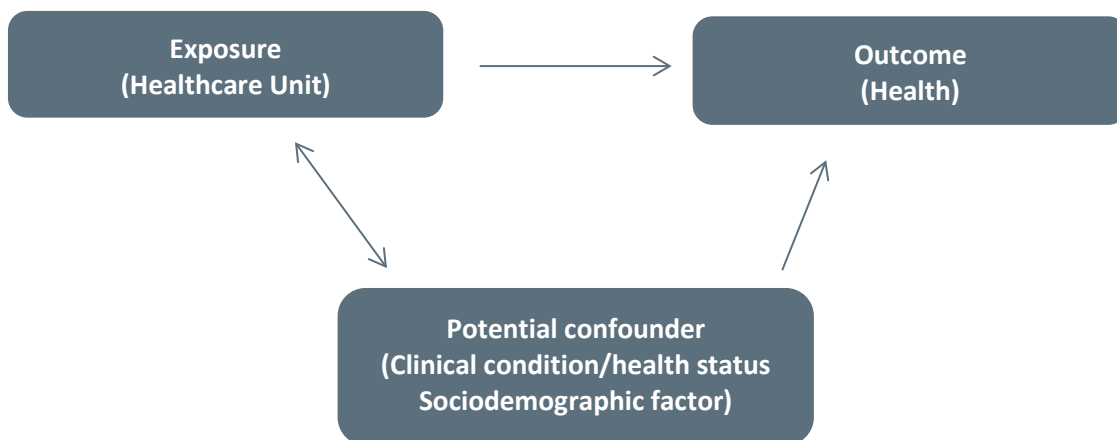 Exposure
(Healthcare Unit)
Outcome
(Health)
Potential confounder
(Clinical condition/health status
Sociodemographic factor)